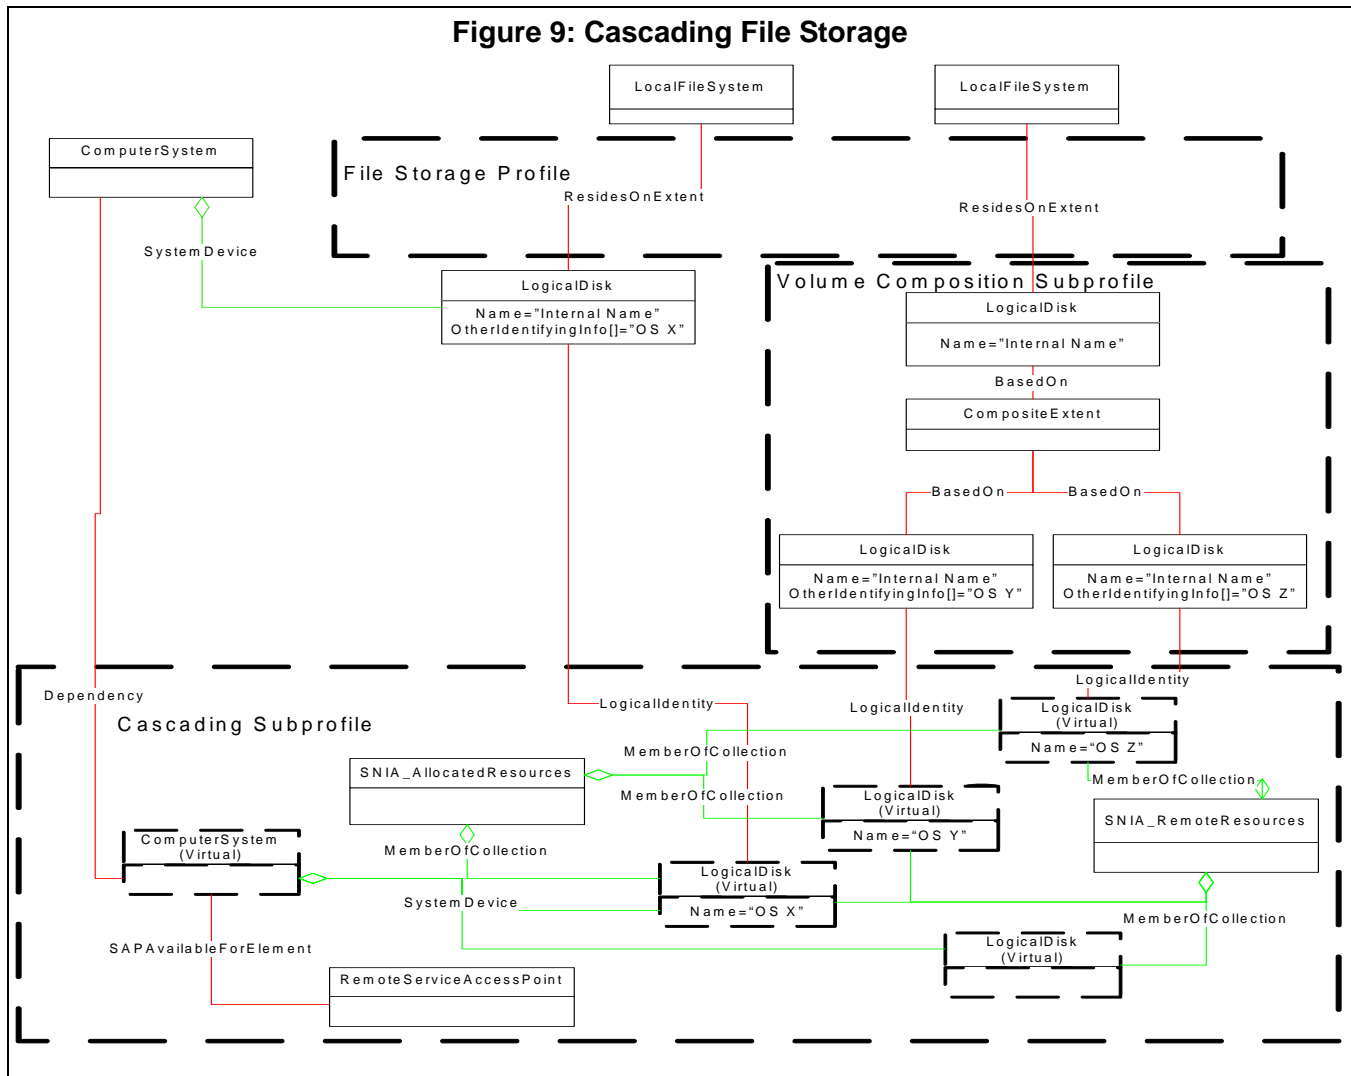 Figure 9: Cascading File Storage
LocalFileSystem
LocalFileSystem
ComputerSystem
File Storage Profile
ResidesOnExtent
ResidesOnExtent
SystemDevice
LogicalDisk
Name="Internal Name"
OtherIdentifyingInfo[]="OS X"
Volume Composition Subprofile
LogicalDisk
Name="Internal Name"
BasedOn
CompositeExtent
BasedOn
BasedOn
LogicalDisk
Name="Internal Name"
OtherIdentifyingInfo[]="OS Y"
LogicalDisk
Name="Internal Name"
OtherIdentifyingInfo[]="OS Z"
Dependency
Cascading Subprofile
LogicalIdentity
LogicalIdentity
LogicalIdentity
LogicalDisk
(Virtual)
Name="OS Z"
MemberOfCollection
SNIA_AllocatedResources
MemberOfCollection
MemberOfCollection
LogicalDisk
(Virtual)
Name="OS Y"
SNIA_RemoteResources
ComputerSystem
(Virtual)
MemberOfCollection
LogicalDisk
(Virtual)
Name="OS X"
SystemDevice
MemberOfCollection
SAPAvailableForElement
LogicalDisk
(Virtual)
RemoteServiceAccessPoint